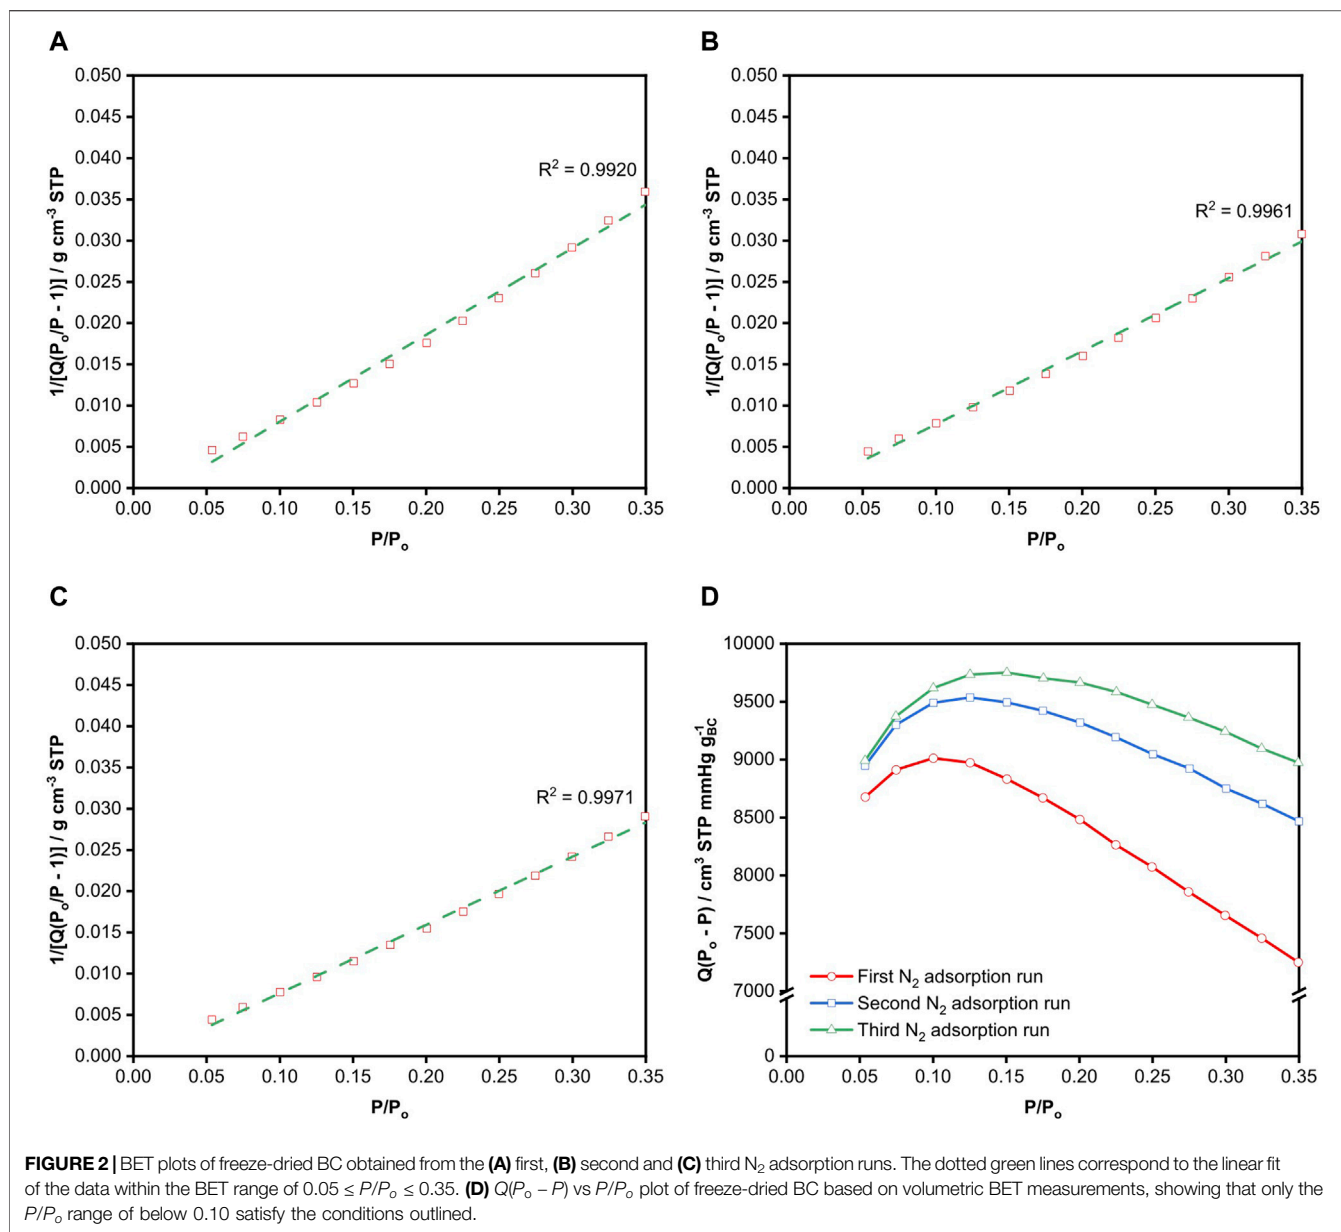 A
0.050
0.045
0.040
0.035
0.030
0.025
0.020
0.015
0.010
0.005
0.000
1/[Q(Pₒ/P - 1)] / g cm⁻³ STP
R² = 0.9920
0.00 0.05 0.10 0.15 0.20 0.25 0.30 0.35
P/Pₒ
B
0.050
0.045
0.040
0.035
0.030
0.025
0.020
0.015
0.010
0.005
0.000
1/[Q(Pₒ/P - 1)] / g cm⁻³ STP
R² = 0.9961
0.00 0.05 0.10 0.15 0.20 0.25 0.30 0.35
P/Pₒ
C
0.050
0.045
0.040
0.035
0.030
0.025
0.020
0.015
0.010
0.005
0.000
1/[Q(Pₒ/P - 1)] / g cm⁻³ STP
R² = 0.9971
0.00 0.05 0.10 0.15 0.20 0.25 0.30 0.35
P/Pₒ
D
10000
9500
9000
8500
8000
7500
7000
0
Q(Pₒ - P) / cm³ STP mmHg g⁻¹BC
First N₂ adsorption run
Second N₂ adsorption run
Third N₂ adsorption run
0.00 0.05 0.10 0.15 0.20 0.25 0.30 0.35
P/Pₒ
FIGURE 2 | BET plots of freeze-dried BC obtained from the (A) first, (B) second and (C) third N₂ adsorption runs. The dotted green lines correspond to the linear fit
of the data within the BET range of 0.05 ≤ P/Pₒ ≤ 0.35. (D) Q(Pₒ – P) vs P/Pₒ plot of freeze-dried BC based on volumetric BET measurements, showing that only the
P/Pₒ range of below 0.10 satisfy the conditions outlined.